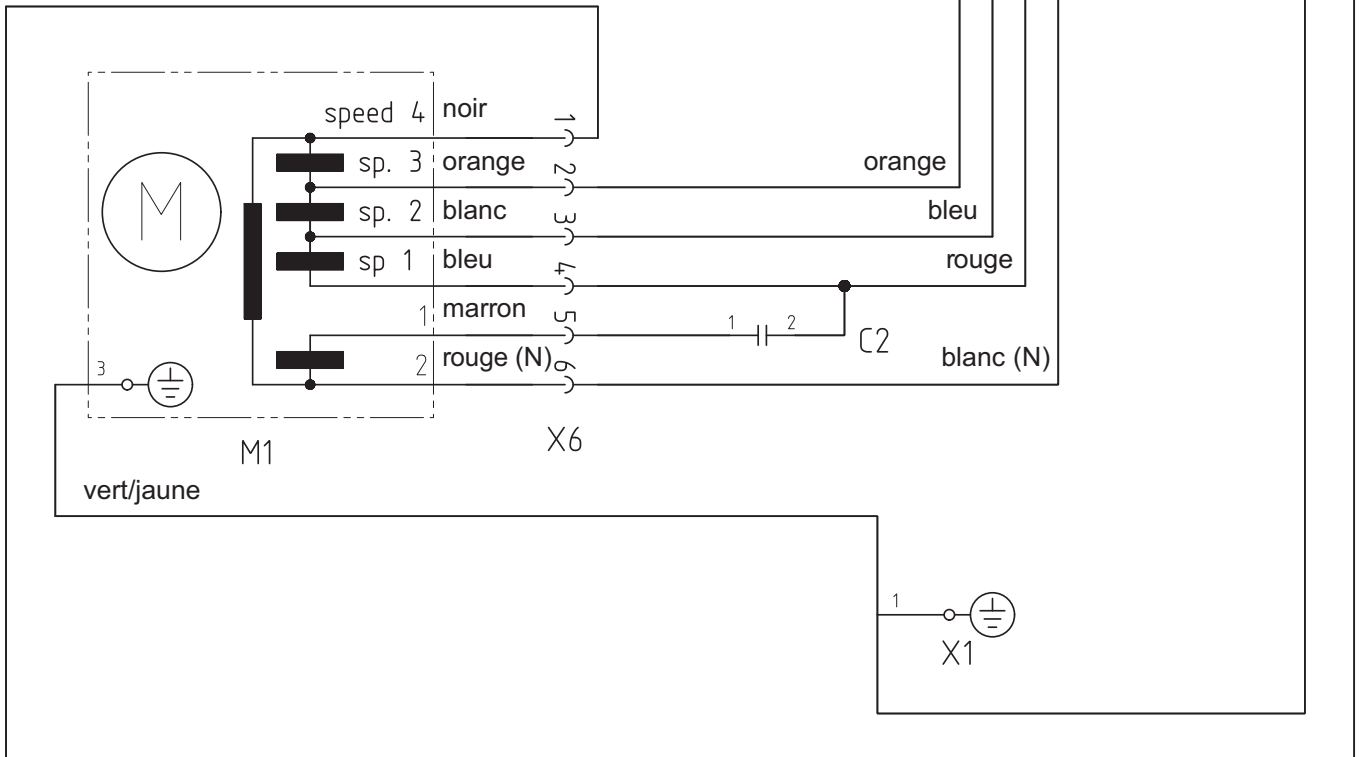 speed 4 noir 1
sp. 3 orange 2 orange
sp. 2 blanc 3 bleu
sp 1 bleu 4 rouge
1 marron 5 1 2 C2
2 rouge (N) 6 blanc (N)
M
3
M1 X6
vert/jaune
1
X1